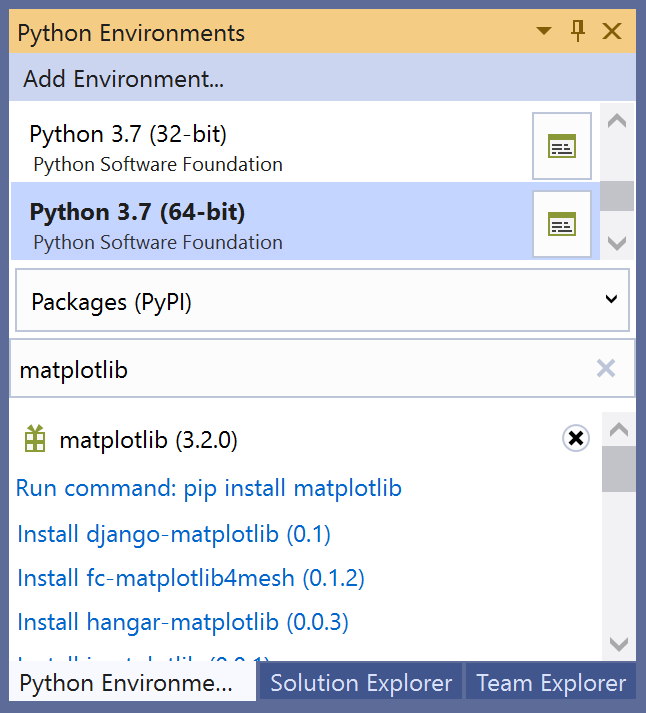 Python Environments
Add Environment...
Python 3.7 (32-bit)
Python Software Foundation
Python 3.7 (64-bit)
Python Software Foundation
Packages (PyPI)
matplotlib
matplotlib (3.2.0)
Run command: pip install matplotlib
Install django-matplotlib (0.1)
Install fc-matplotlib4mesh (0.1.2)
Install hangar-matplotlib (0.0.3)
Python Environme...
Solution Explorer
Team Explorer